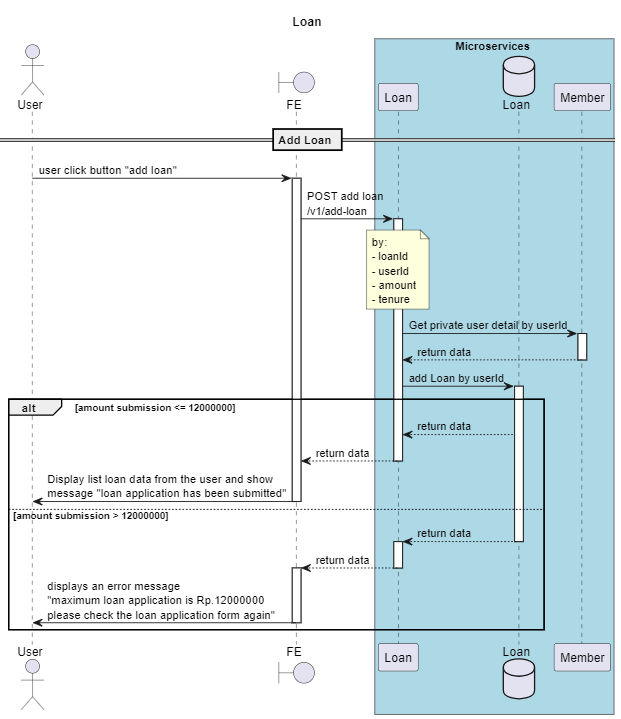 Loan
Microservices
User
FE
Loan
Loan
Member
Add Loan
user click button "add loan"
POST add loan
/v1/add-loan
by:
- loanId
- userId
- amount
- tenure
Get private user detail by userId
return data
add Loan by userId
alt
[amount submission <= 12000000]
return data
return data
Display list loan data from the user and show
message "loan application has been submitted"
[amount submission > 12000000]
return data
return data
displays an error message
"maximum loan application is Rp.12000000
please check the loan application form again"
User
FE
Loan
Loan
Member